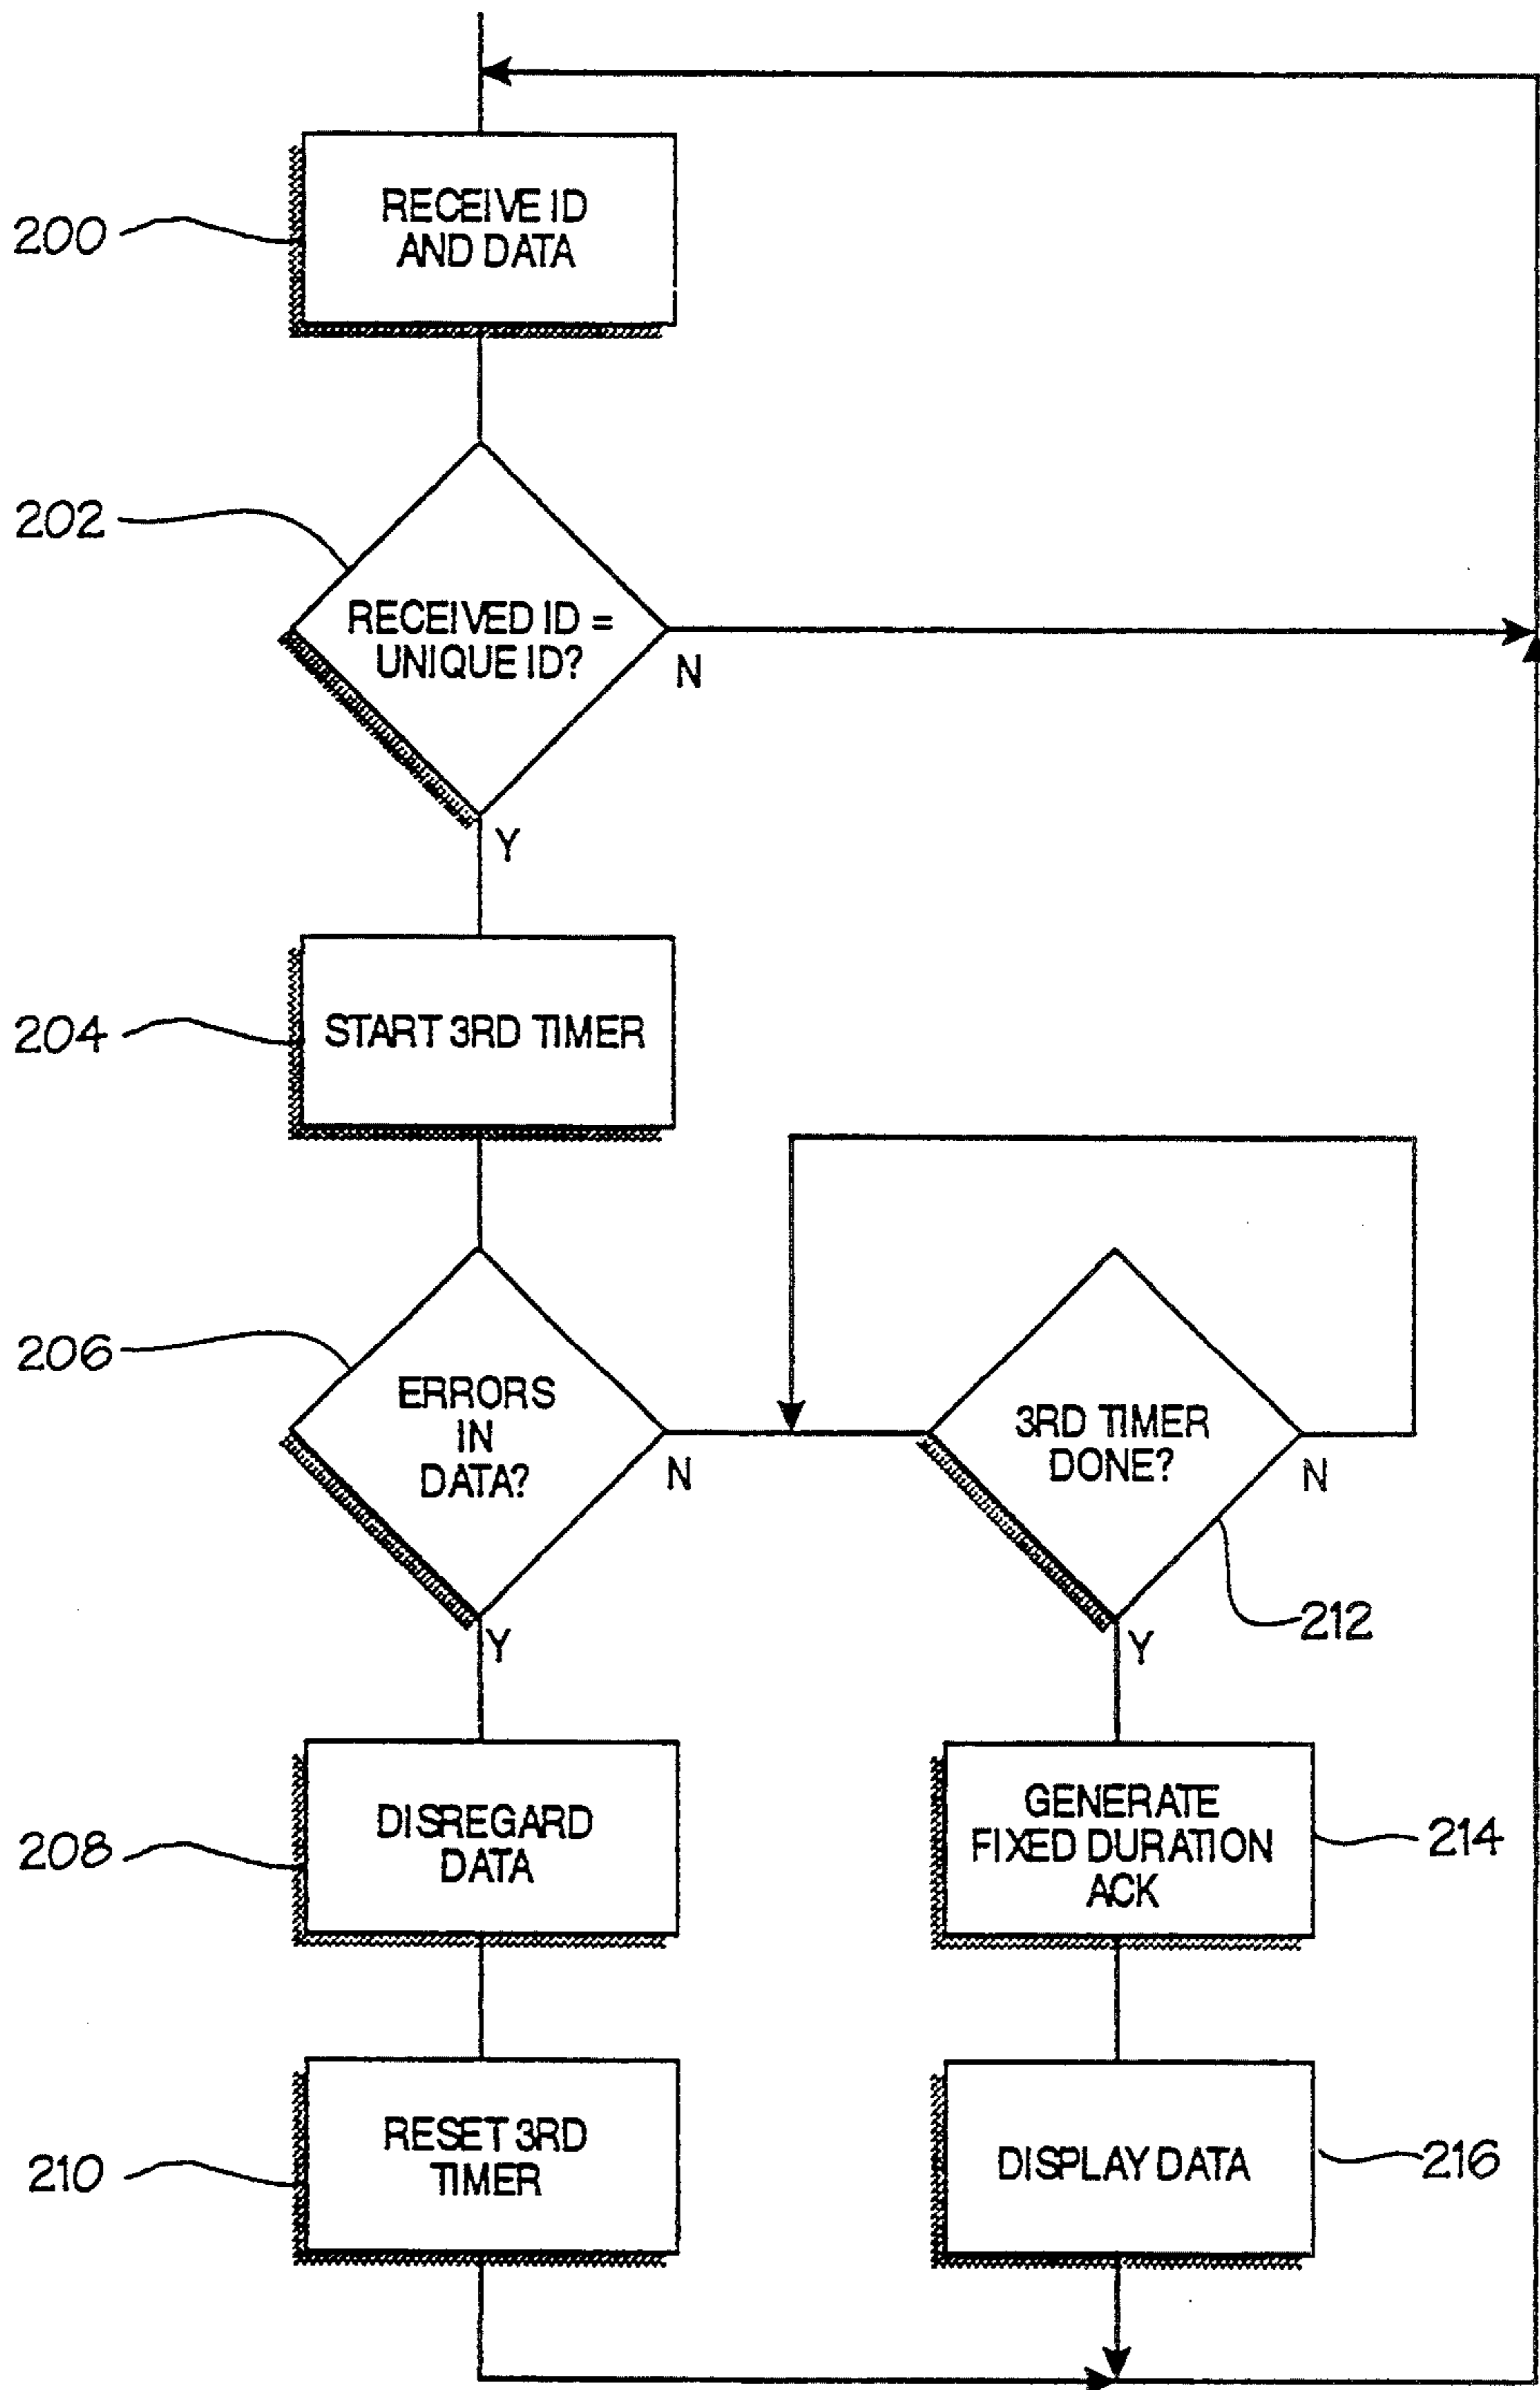 200
RECEIVE ID
AND DATA
202
RECEIVED ID =
UNIQUE ID?
N
Y
204
START 3RD TIMER
206
ERRORS
IN
DATA?
N
Y
3RD TIMER
DONE?
N
212
Y
208
DISREGARD
DATA
GENERATE
FIXED DURATION
ACK
214
210
RESET 3RD
TIMER
DISPLAY DATA
216